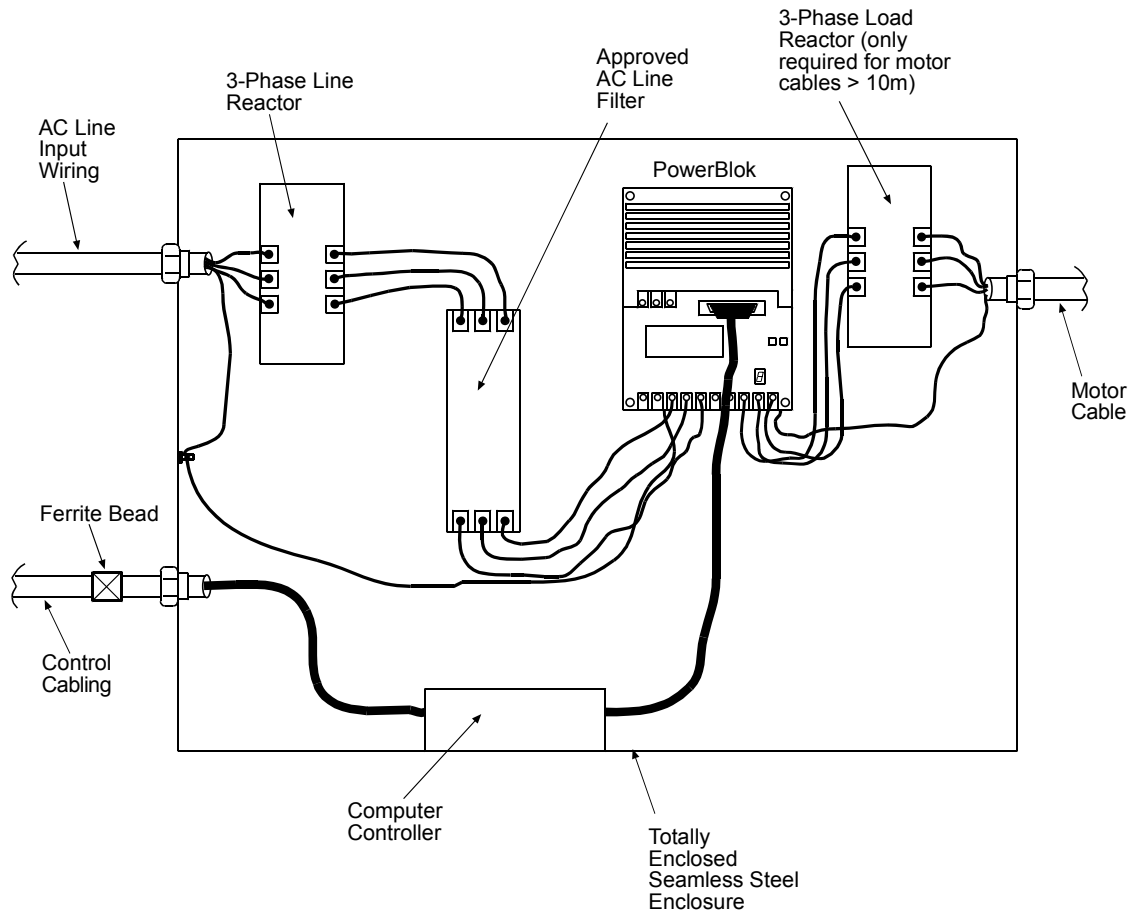 3-Phase Load
Reactor (only
required for motor
cables > 10m)
Approved
AC Line
Filter
3-Phase Line
Reactor
AC Line
Input
Wiring
PowerBlok
Motor
Cable
Ferrite Bead
Control
Cabling
Computer
Controller
Totally
Enclosed
Seamless Steel
Enclosure